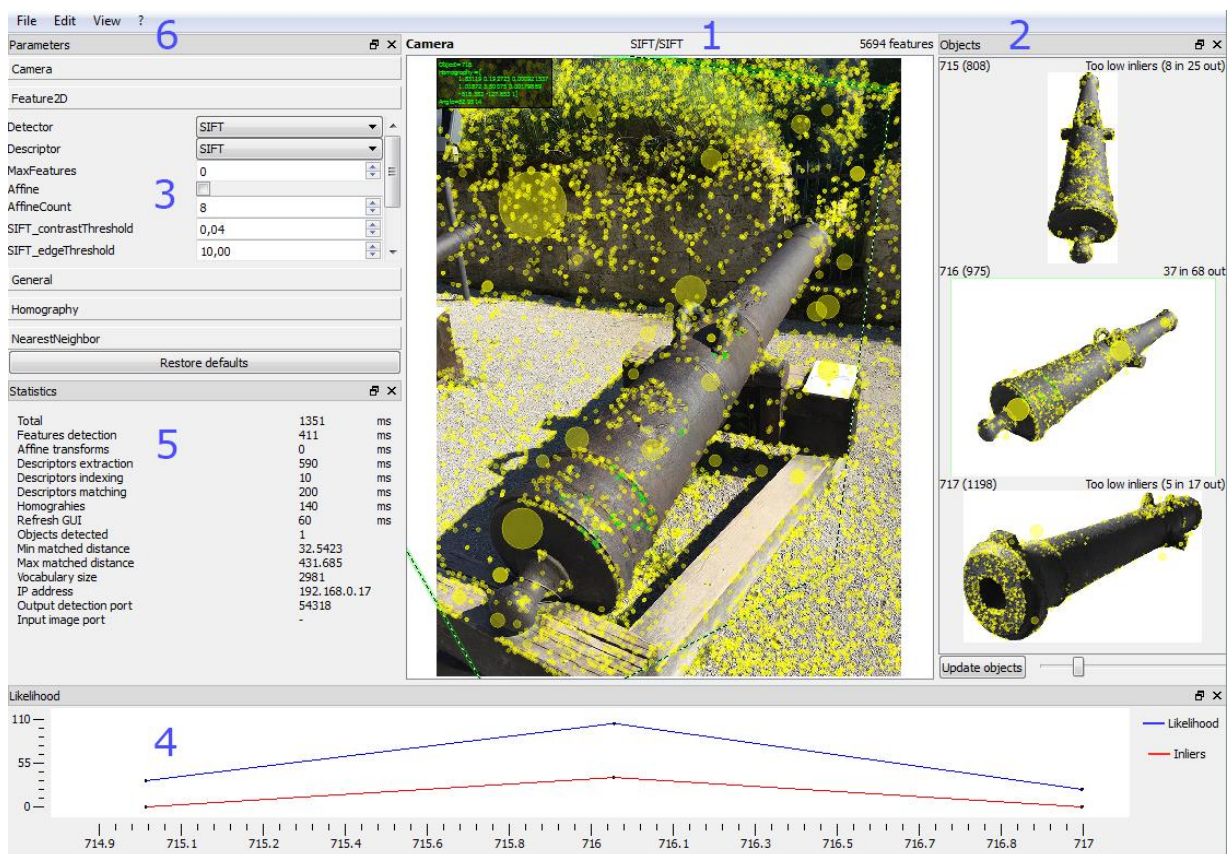 File Edit View ?
6
Parameters
Camera
Feature2D
Detector SIFT
Descriptor SIFT
MaxFeatures 0
Affine
AffineCount 8
SIFT_contrastThreshold 0,04
SIFT_edgeThreshold 10,00
3
General
Homography
NearestNeighbor
Restore defaults
Statistics
5
Total 1351 ms
Features detection 411 ms
Affine transforms 0 ms
Descriptors extraction 590 ms
Descriptors indexing 10 ms
Descriptors matching 200 ms
Homograhies 140 ms
Refresh GUI 60 ms
Objects detected 1
Min matched distance 32.5423
Max matched distance 431.685
Vocabulary size 2981
IP address 192.168.0.17
Output detection port 54318
Input image port -
Camera SIFT/SIFT 1 5694 features
Object=716
Homography=[
Objects 2
715 (808) Too low inliers (8 in 25 out)
716 (975) 37 in 68 out
717 (1198) Too low inliers (5 in 17 out)
Update objects
Likelihood
4
110
55
0
714.9 715.1 715.2 715.4 715.6 715.8 716 716.1 716.3 716.5 716.7 716.8 717
Likelihood
Inliers